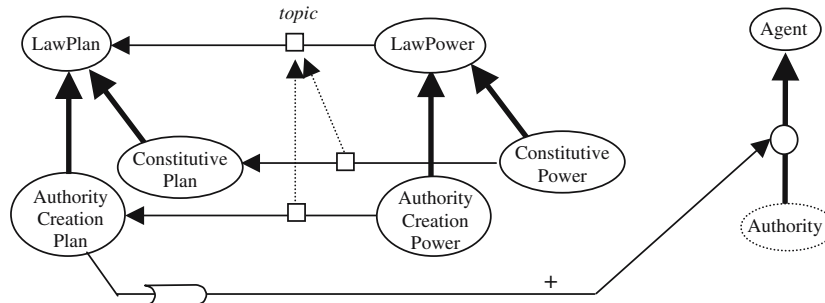 topic
LawPlan
LawPower
Agent
Constitutive
Plan
Constitutive
Power
Authority
Creation
Plan
Authority
Creation
Power
Authority
+